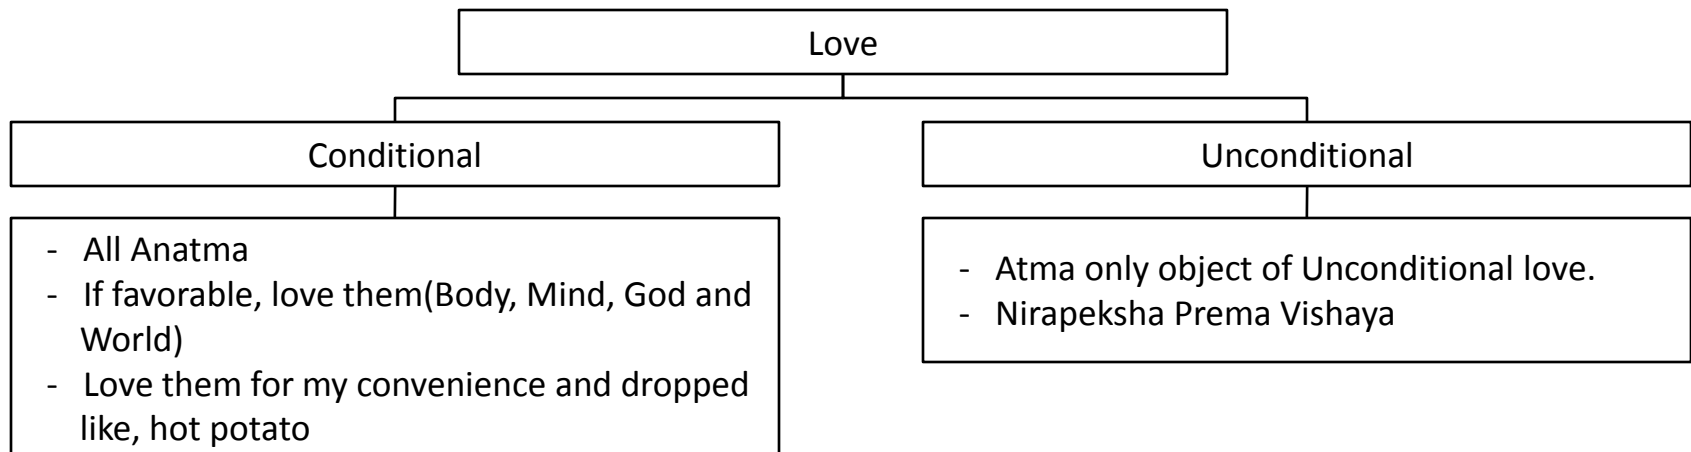 Love
Conditional
Unconditional
- All Anatma
- If favorable, love them(Body, Mind, God and
World)
- Love them for my convenience and dropped
like, hot potato
- Atma only object of Unconditional love.
- Nirapeksha Prema Vishaya